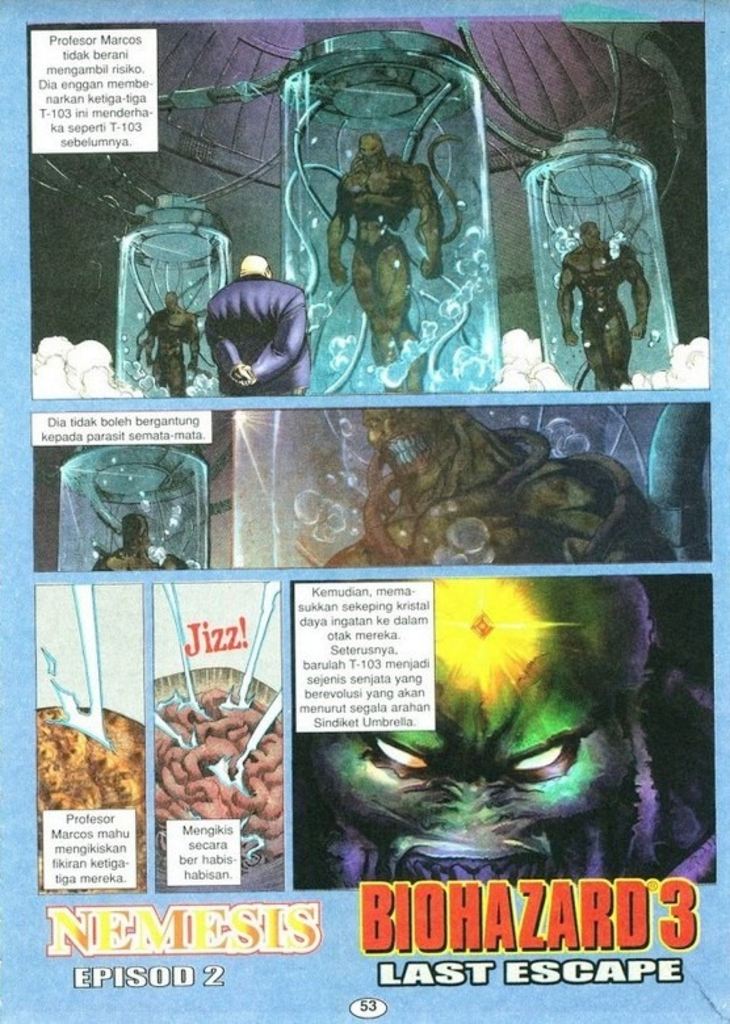 Profesor Marcos
tidak berani
mengambil risiko.
Dia enggan membe-
narkan ketiga-tiga
T-103 ini menderha-
ka seperti T-103
sebelumnya.
Dia tidak boleh bergantung
kepada parasit semata-mata.
Profesor
Marcos mahu
mengikiskan
fikiran ketiga-
tiga mereka.
Jizz!
Mengikis
secara
ber habis-
habisan.
Kemudian, mema-
sukkan sekeping kristal
daya ingatan ke dalam
otak mereka.
Seterusnya,
barulah T-103 menjadi
sejenis senjata yang
berevolusi yang akan
menurut segala arahan
Sindiket Umbrella.
NEMESIS
EPISOD 2
BIOHAZARD® 3
LAST ESCAPE
53